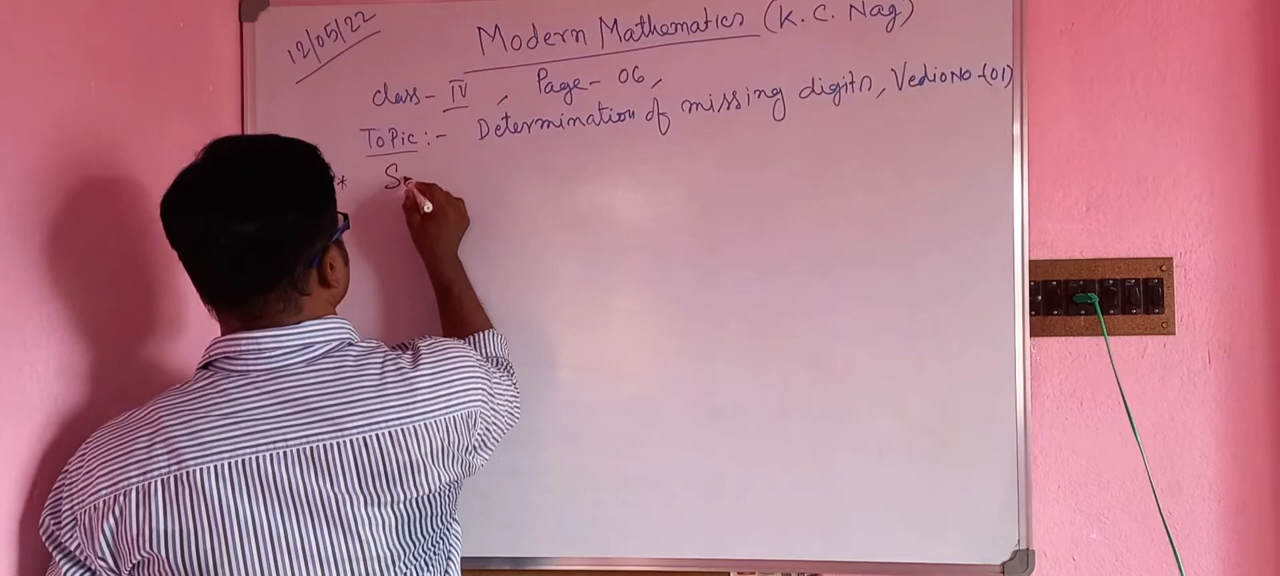 12/05/22
Modern Mathematics (K. C. Nag)
class - IV , Page - 06,
ToPic :- Determination of missing digits, Vedio No - (01)
* S